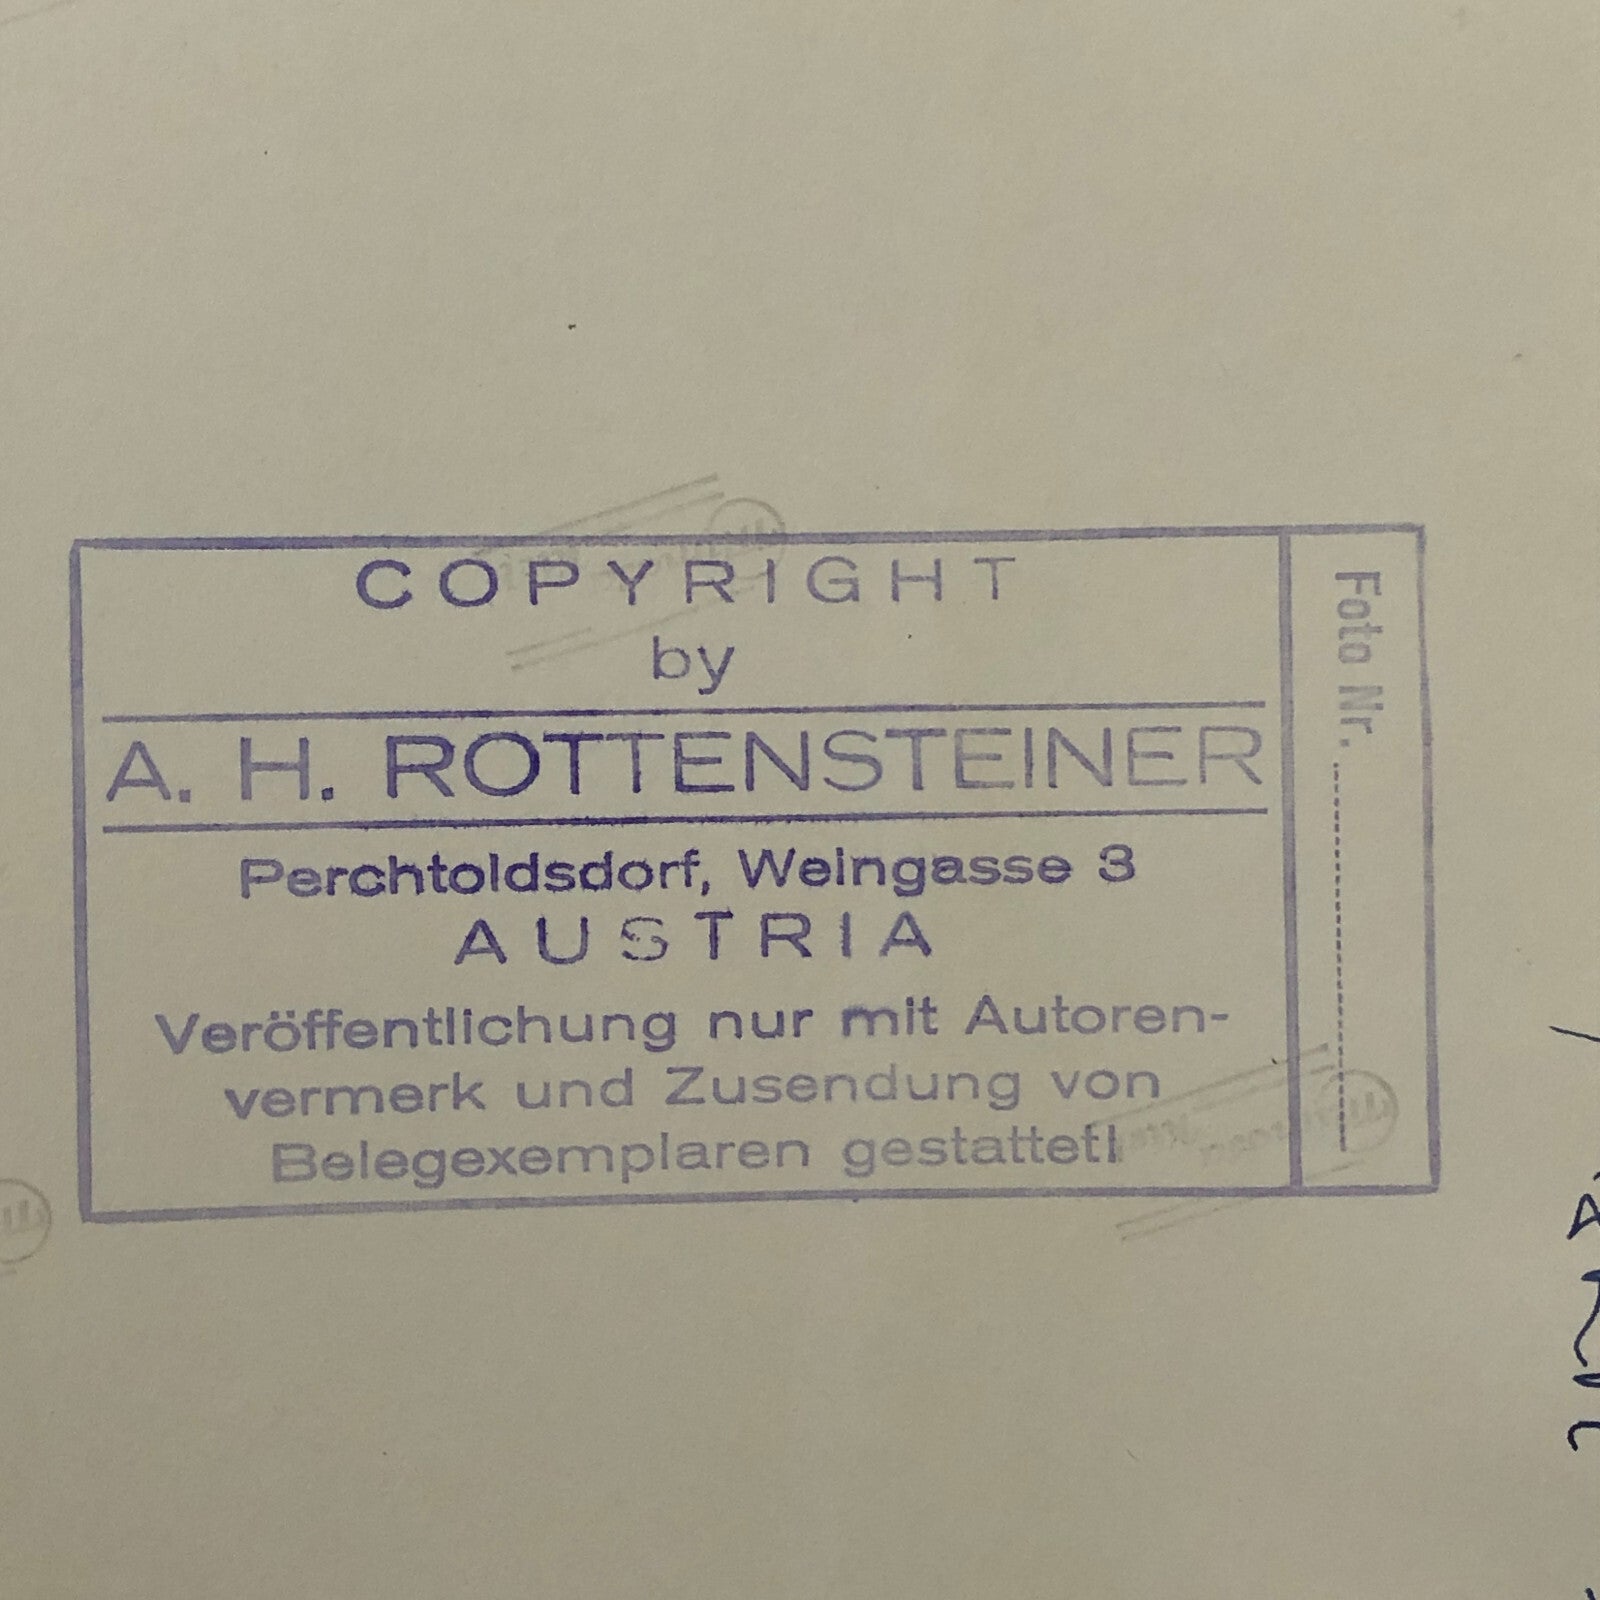 COPYRIGHT
by
A. H. ROTTENSTEINER
Perchtoldsdorf, Weingasse 3
AUSTRIA
Veröffentlichung nur mit Autoren-
vermerk und Zusendung von
Belegexemplaren gestattet!
Foto Nr.